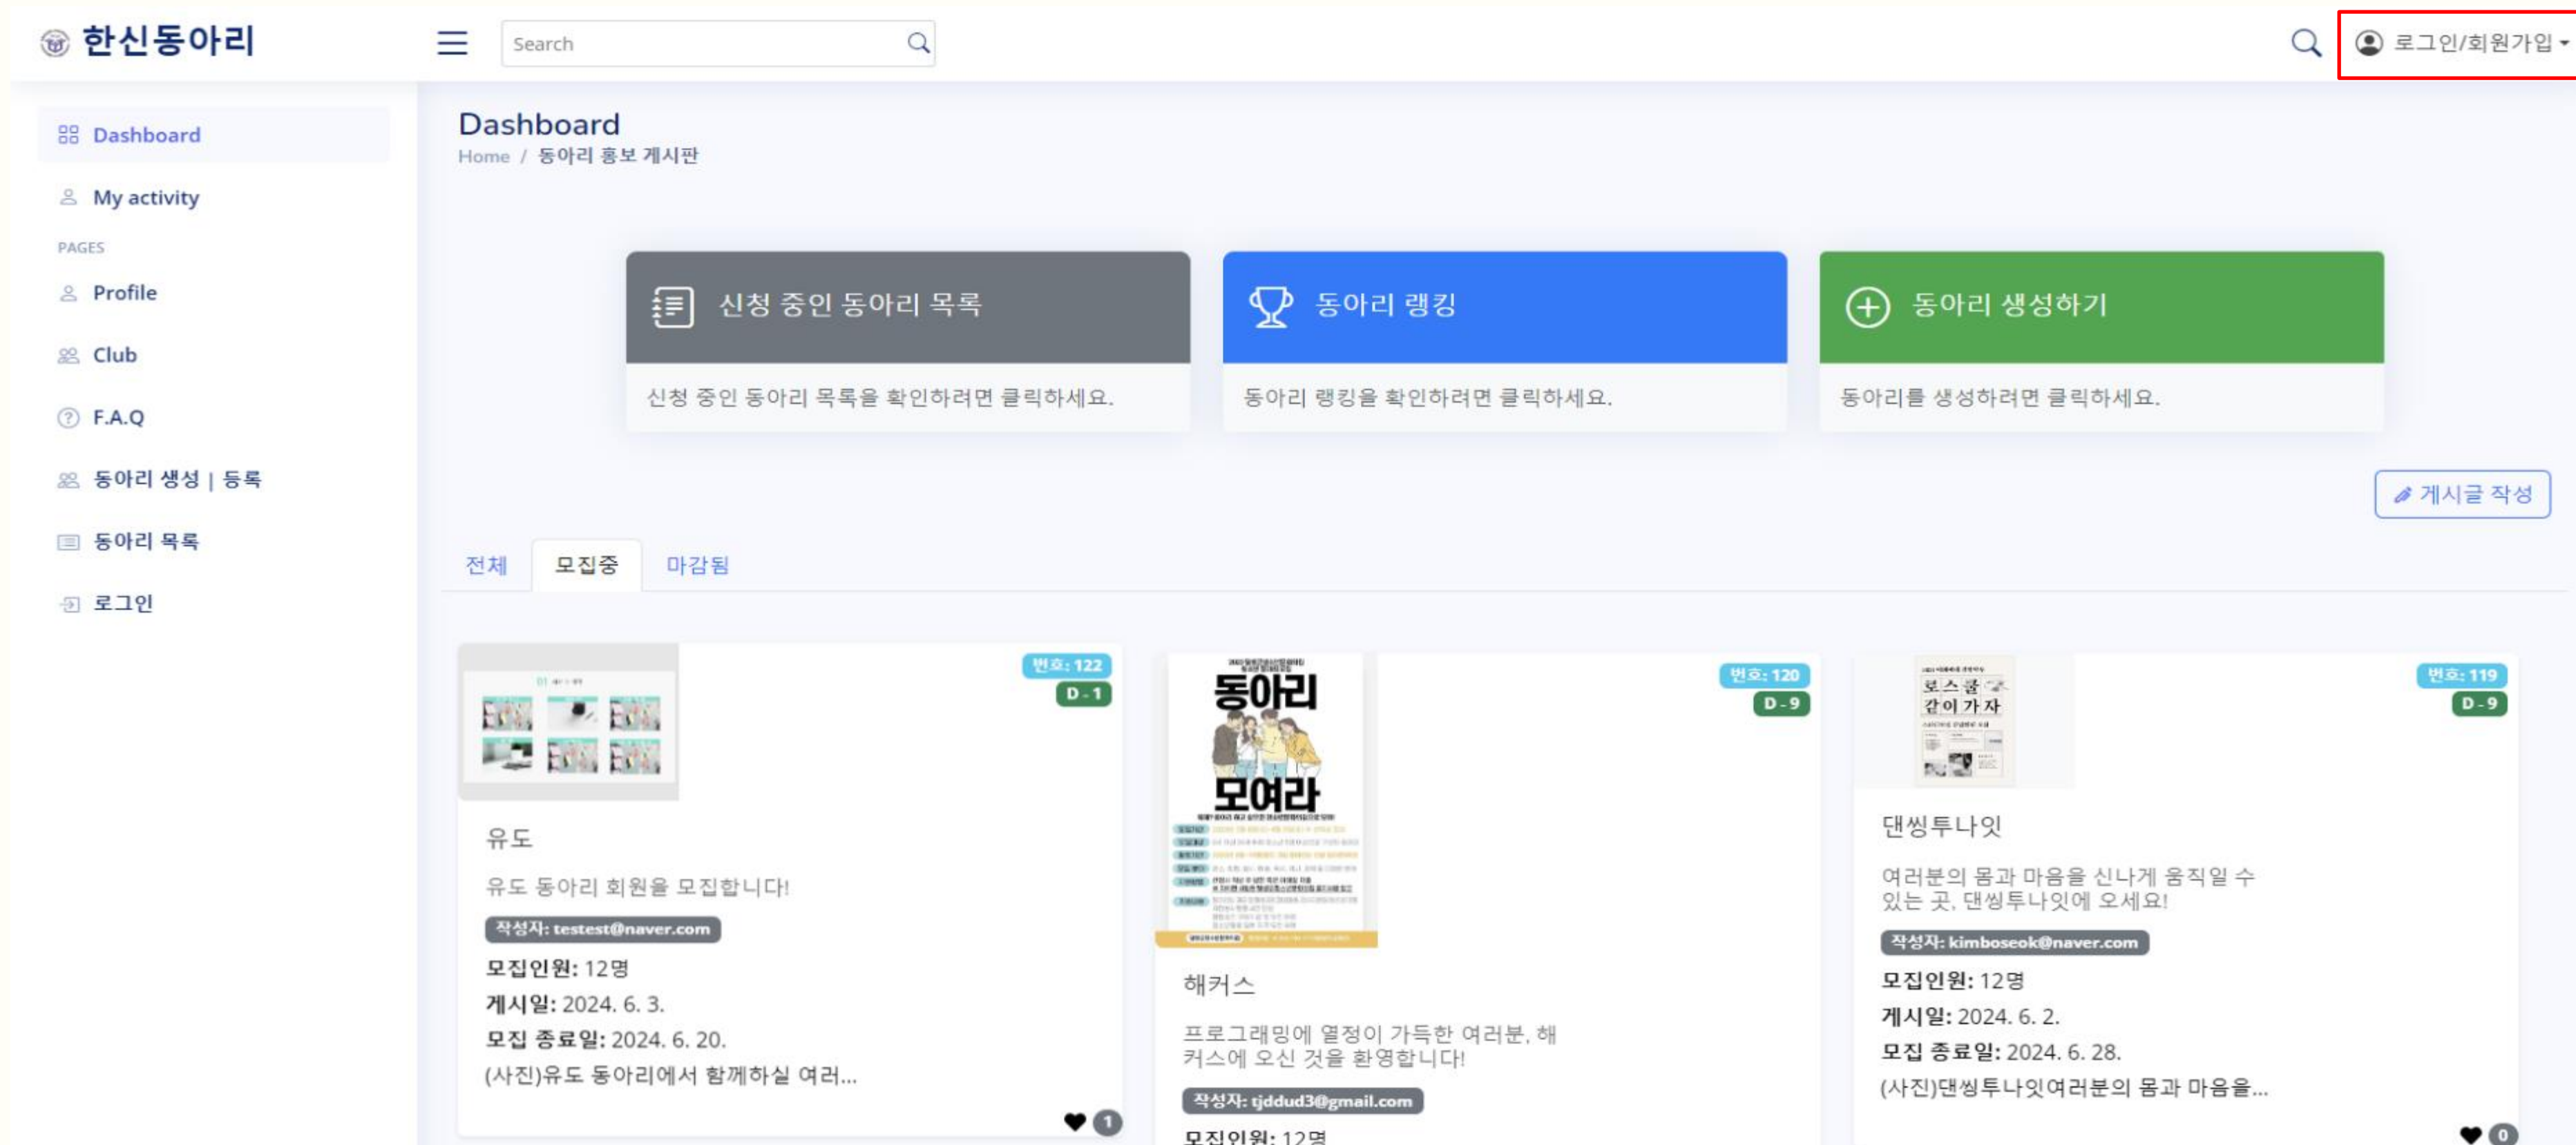 한신동아리
Search
로그인/회원가입
Dashboard
My activity
PAGES
Profile
Club
F.A.Q
동아리 생성 | 등록
동아리 목록
로그인
Dashboard
Home / 동아리 홍보 게시판
신청 중인 동아리 목록
신청 중인 동아리 목록을 확인하려면 클릭하세요.
동아리 랭킹
동아리 랭킹을 확인하려면 클릭하세요.
동아리 생성하기
동아리를 생성하려면 클릭하세요.
게시글 작성
전체
모집중
마감됨
번호: 122
D - 1
01
유도
유도 동아리 회원을 모집합니다!
작성자: testest@naver.com
모집인원: 12명
게시일: 2024. 6. 3.
모집 종료일: 2024. 6. 20.
(사진)유도 동아리에서 함께하실 여러...
1
번호: 120
D - 9
동아리
모여라
해커스
프로그래밍에 열정이 가득한 여러분, 해
커스에 오신 것을 환영합니다!
작성자: tjddud3@gmail.com
모집인원: 12명
번호: 119
D - 9
로스쿨
같이가자
댄씽투나잇
여러분의 몸과 마음을 신나게 움직일 수
있는 곳, 댄씽투나잇에 오세요!
작성자: kimboseok@naver.com
모집인원: 12명
게시일: 2024. 6. 2.
모집 종료일: 2024. 6. 28.
(사진)댄씽투나잇여러분의 몸과 마음을...
0